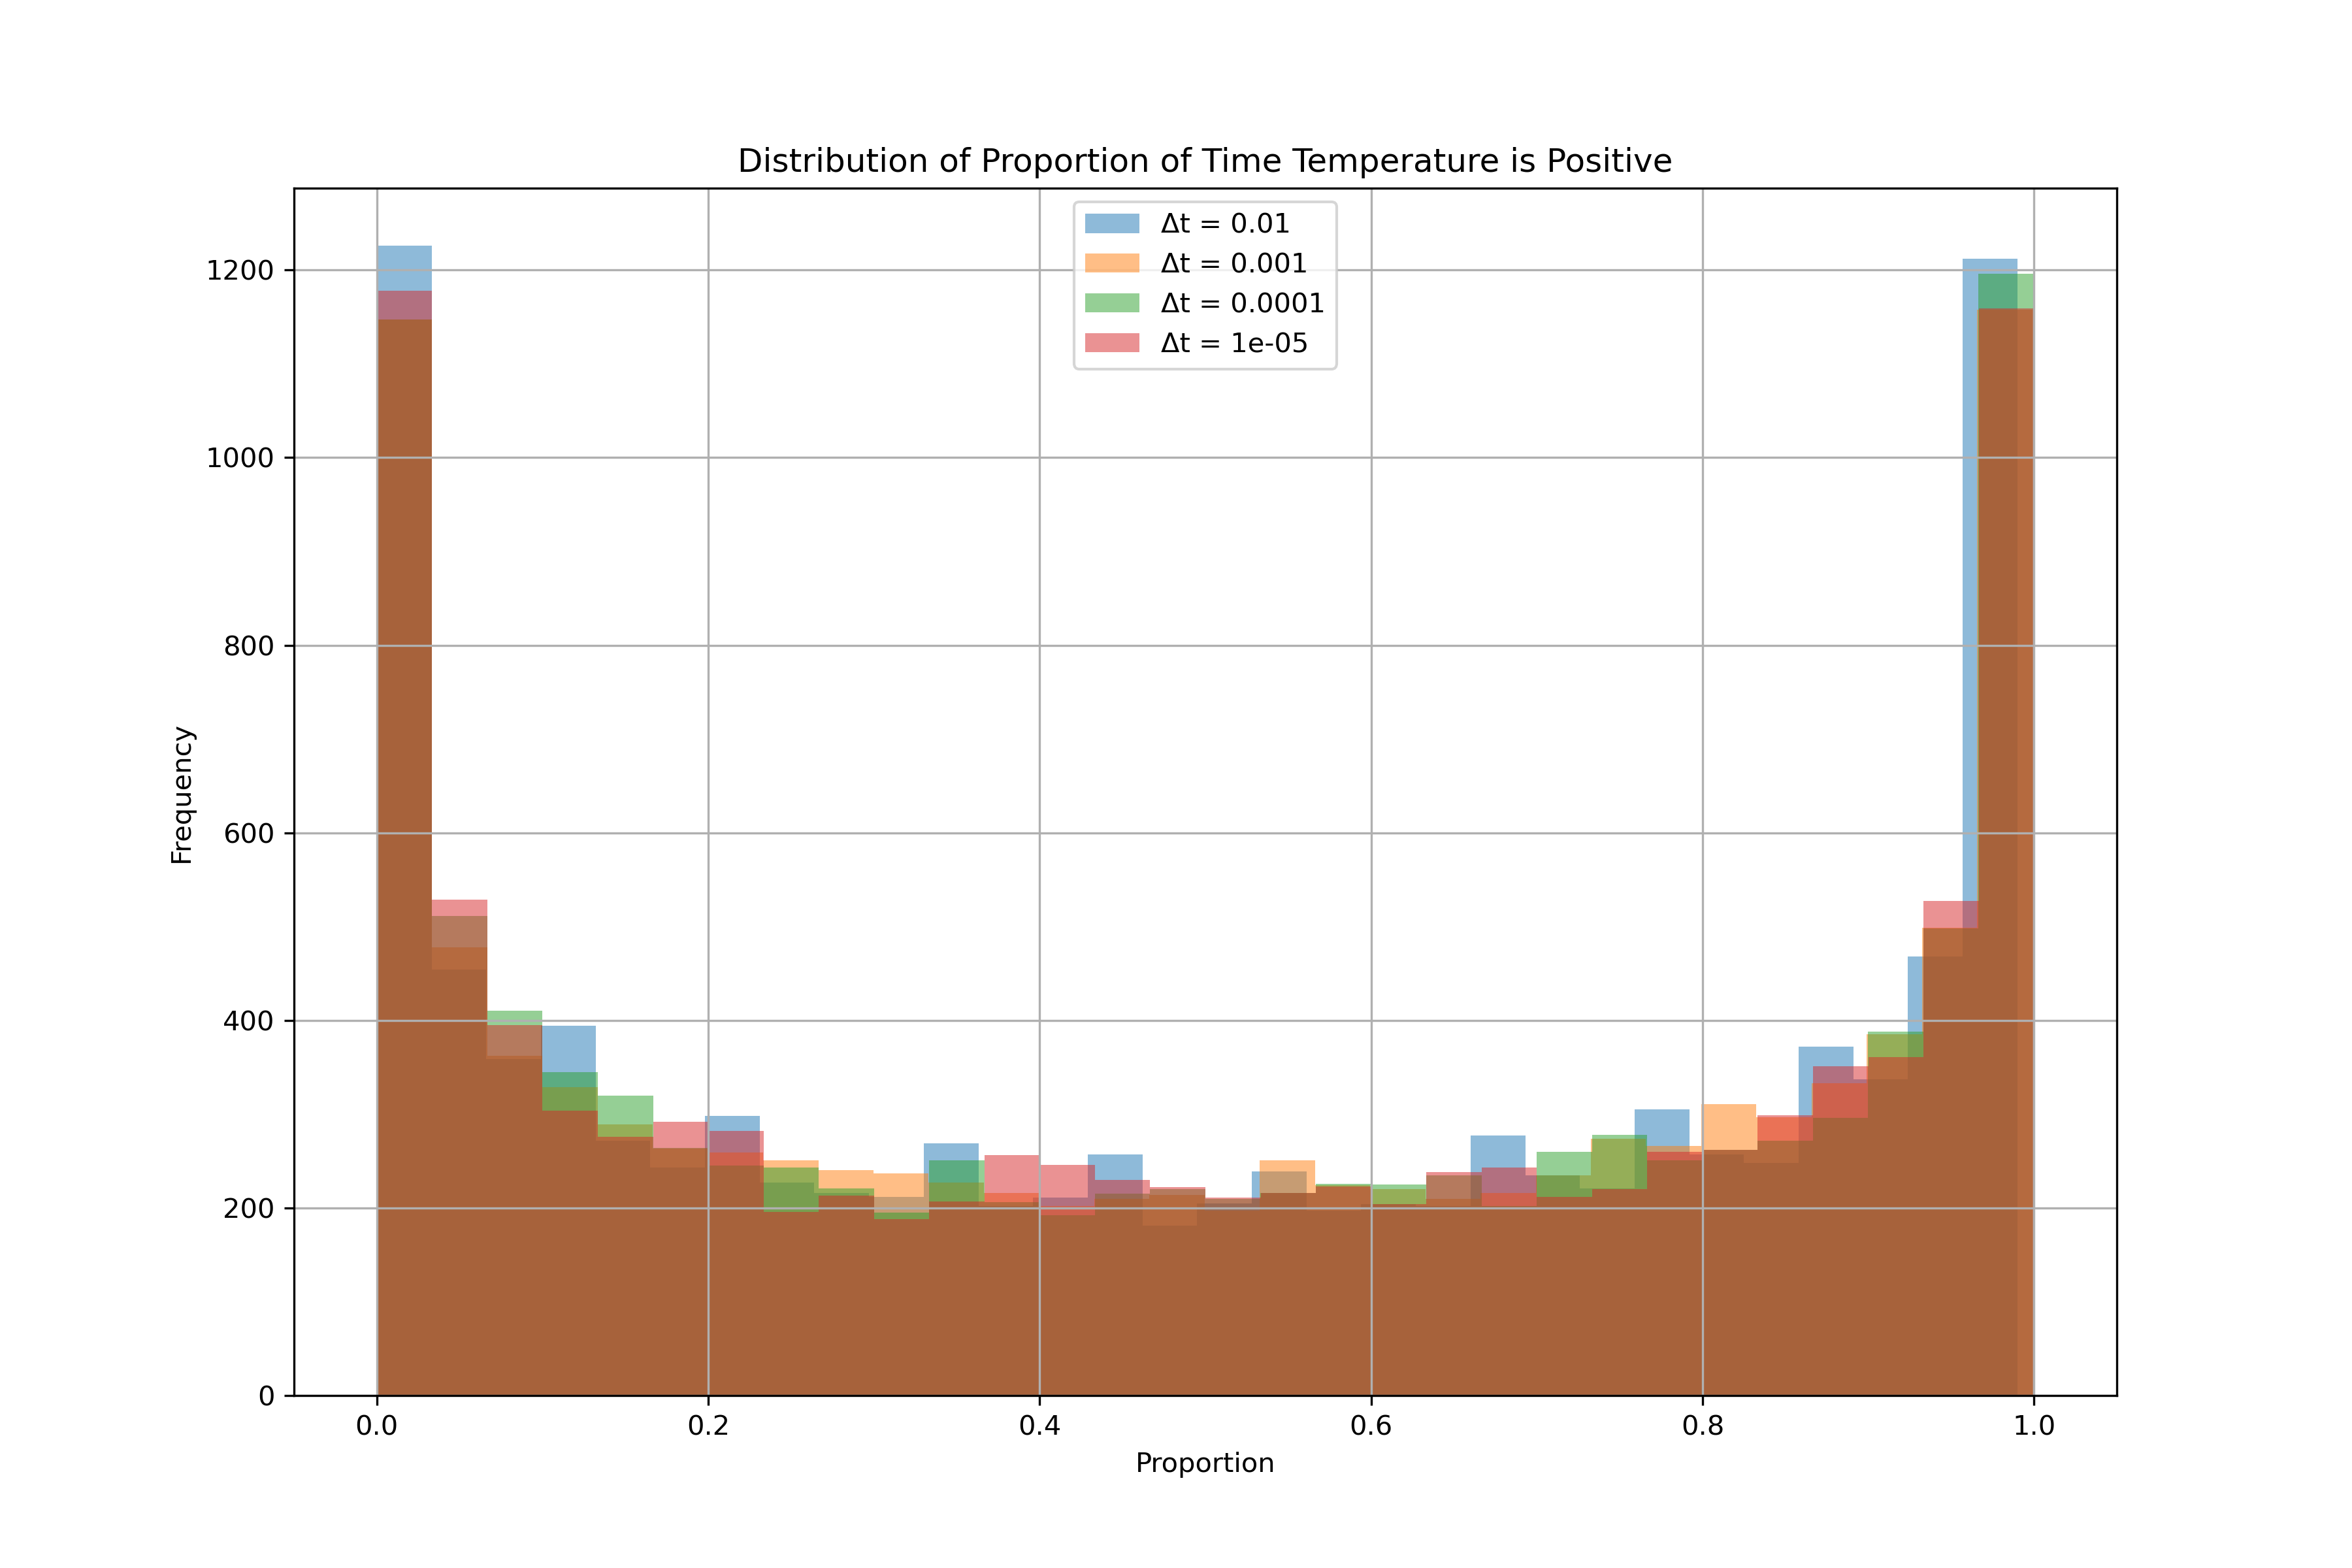 Distribution of Proportion of Time Temperature is Positive
Δt = 0.01
Δt = 0.001
Δt = 0.0001
Δt = 1e-05
1200
1000
800
600
400
200
0
Frequency
0.0 0.2 0.4 0.6 0.8 1.0
Proportion